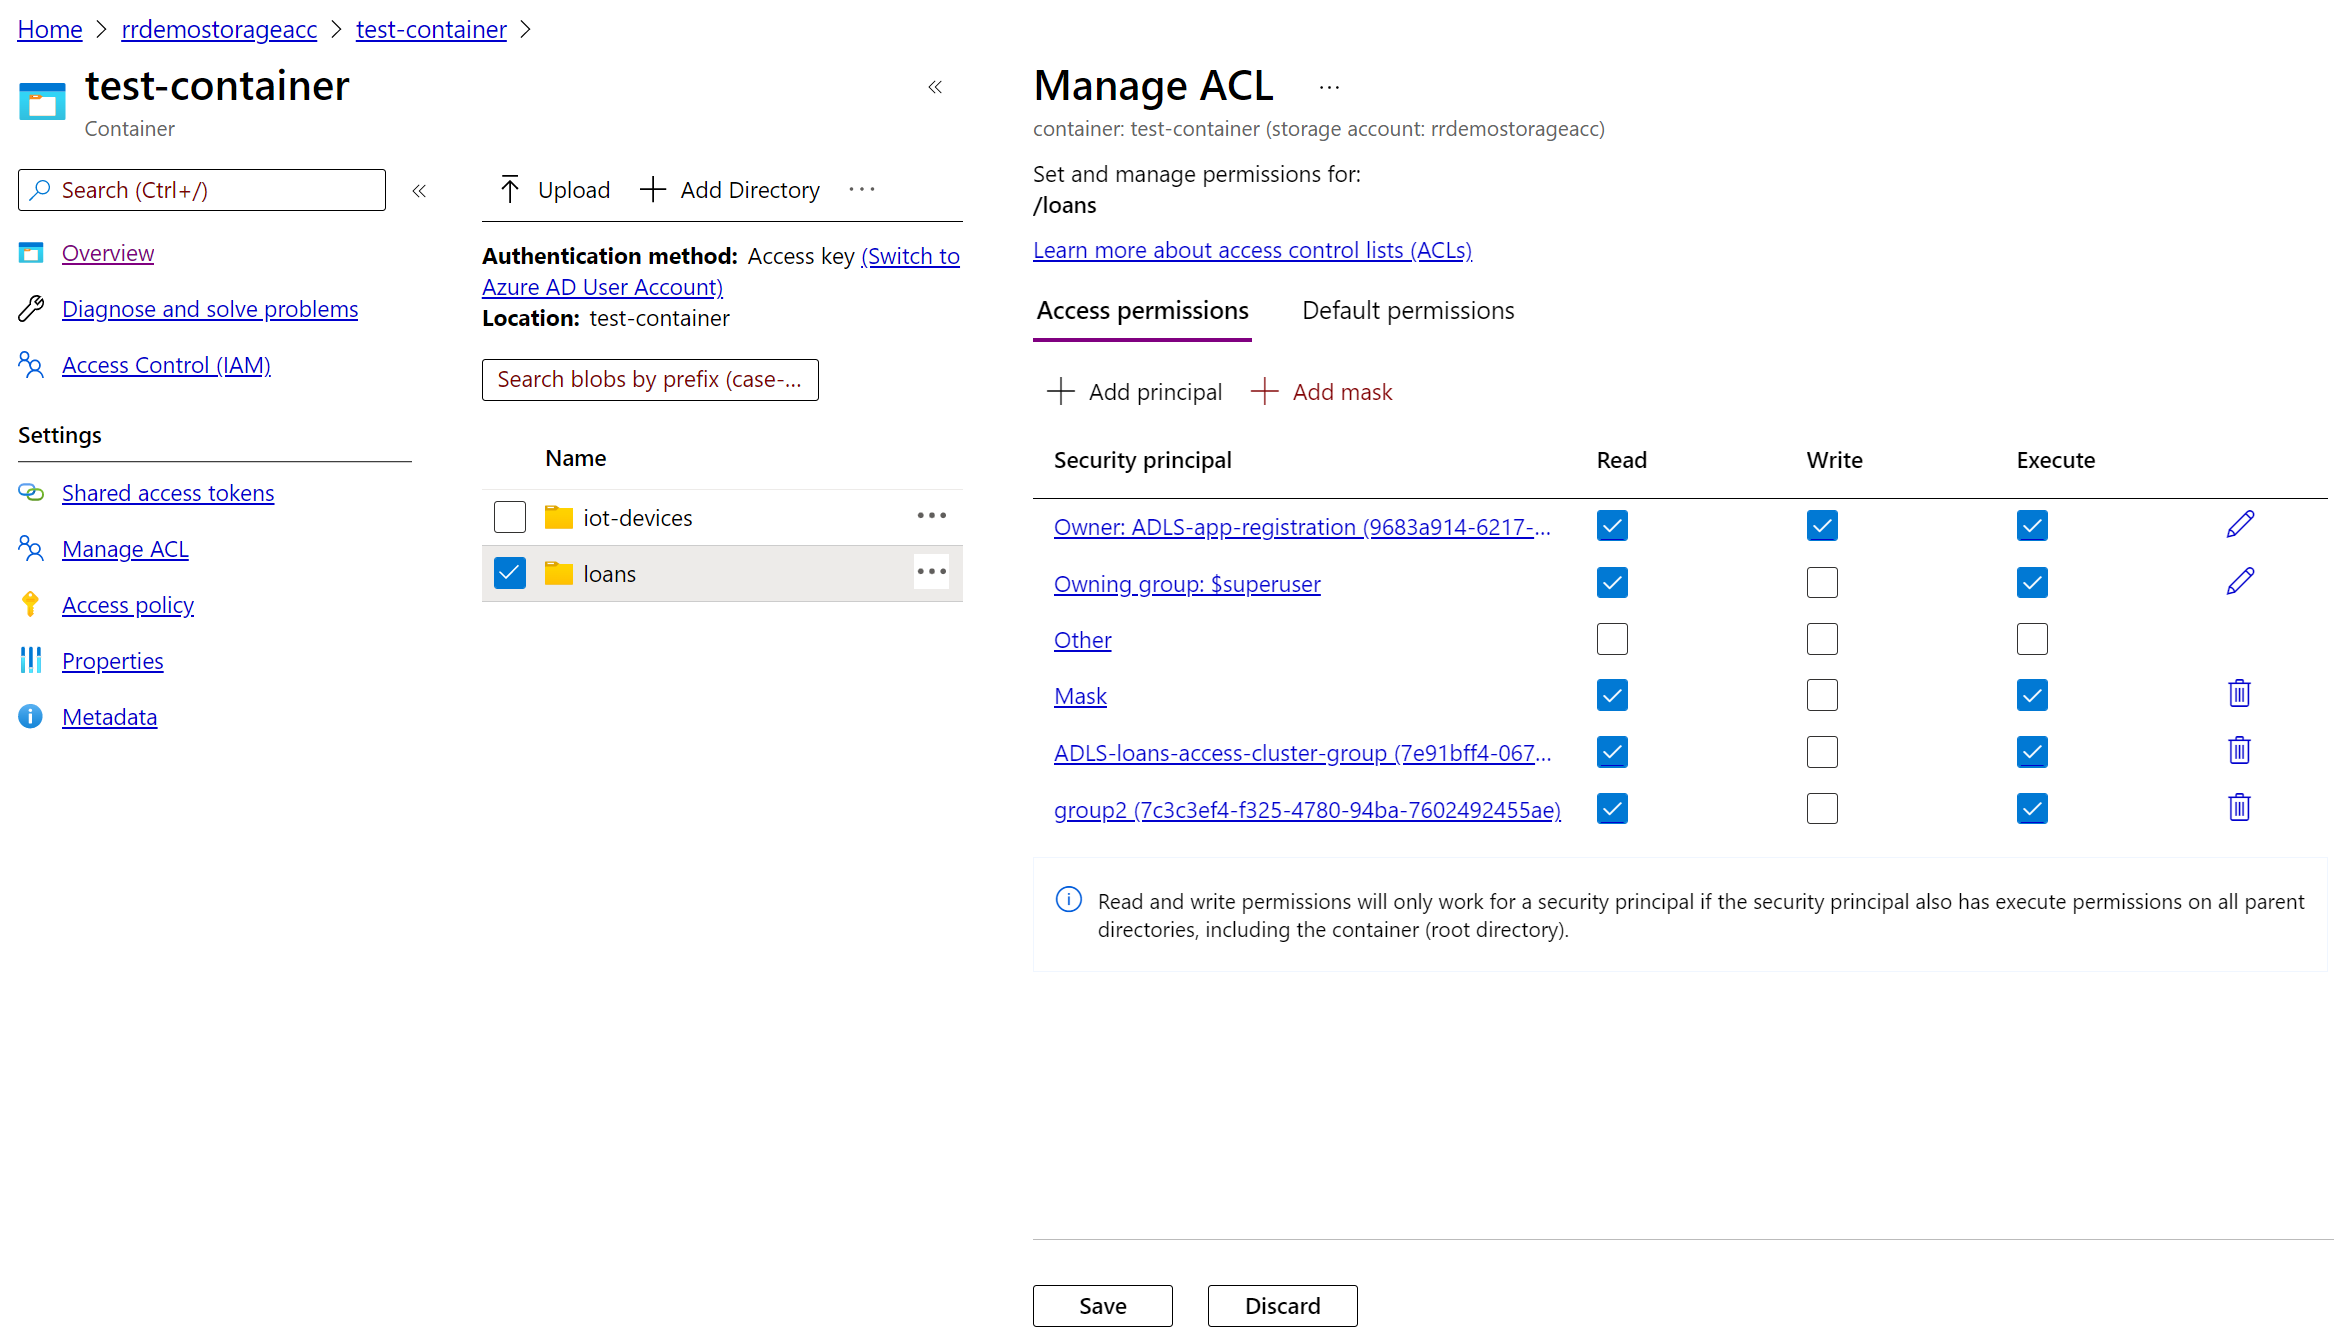 Home > rrdemostorageacc > test-container >
test-container
Container
Search (Ctrl+/)
Overview
Diagnose and solve problems
Access Control (IAM)
Settings
Shared access tokens
Manage ACL
Access policy
Properties
Metadata
Upload
Add Directory
Authentication method: Access key (Switch to
Azure AD User Account)
Location: test-container
Search blobs by prefix (case-...
Name
iot-devices
loans
Manage ACL ...
container: test-container (storage account: rrdemostorageacc)
Set and manage permissions for:
/loans
Learn more about access control lists (ACLs)
Access permissions
Default permissions
Add principal
Add mask
Security principal Read Write Execute
Owner: ADLS-app-registration (9683a914-6217-...
Owning group: $superuser
Other
Mask
ADLS-loans-access-cluster-group (7e91bff4-067...
group2 (7c3c3ef4-f325-4780-94ba-7602492455ae)
Read and write permissions will only work for a security principal if the security principal also has execute permissions on all parent
directories, including the container (root directory).
Save
Discard